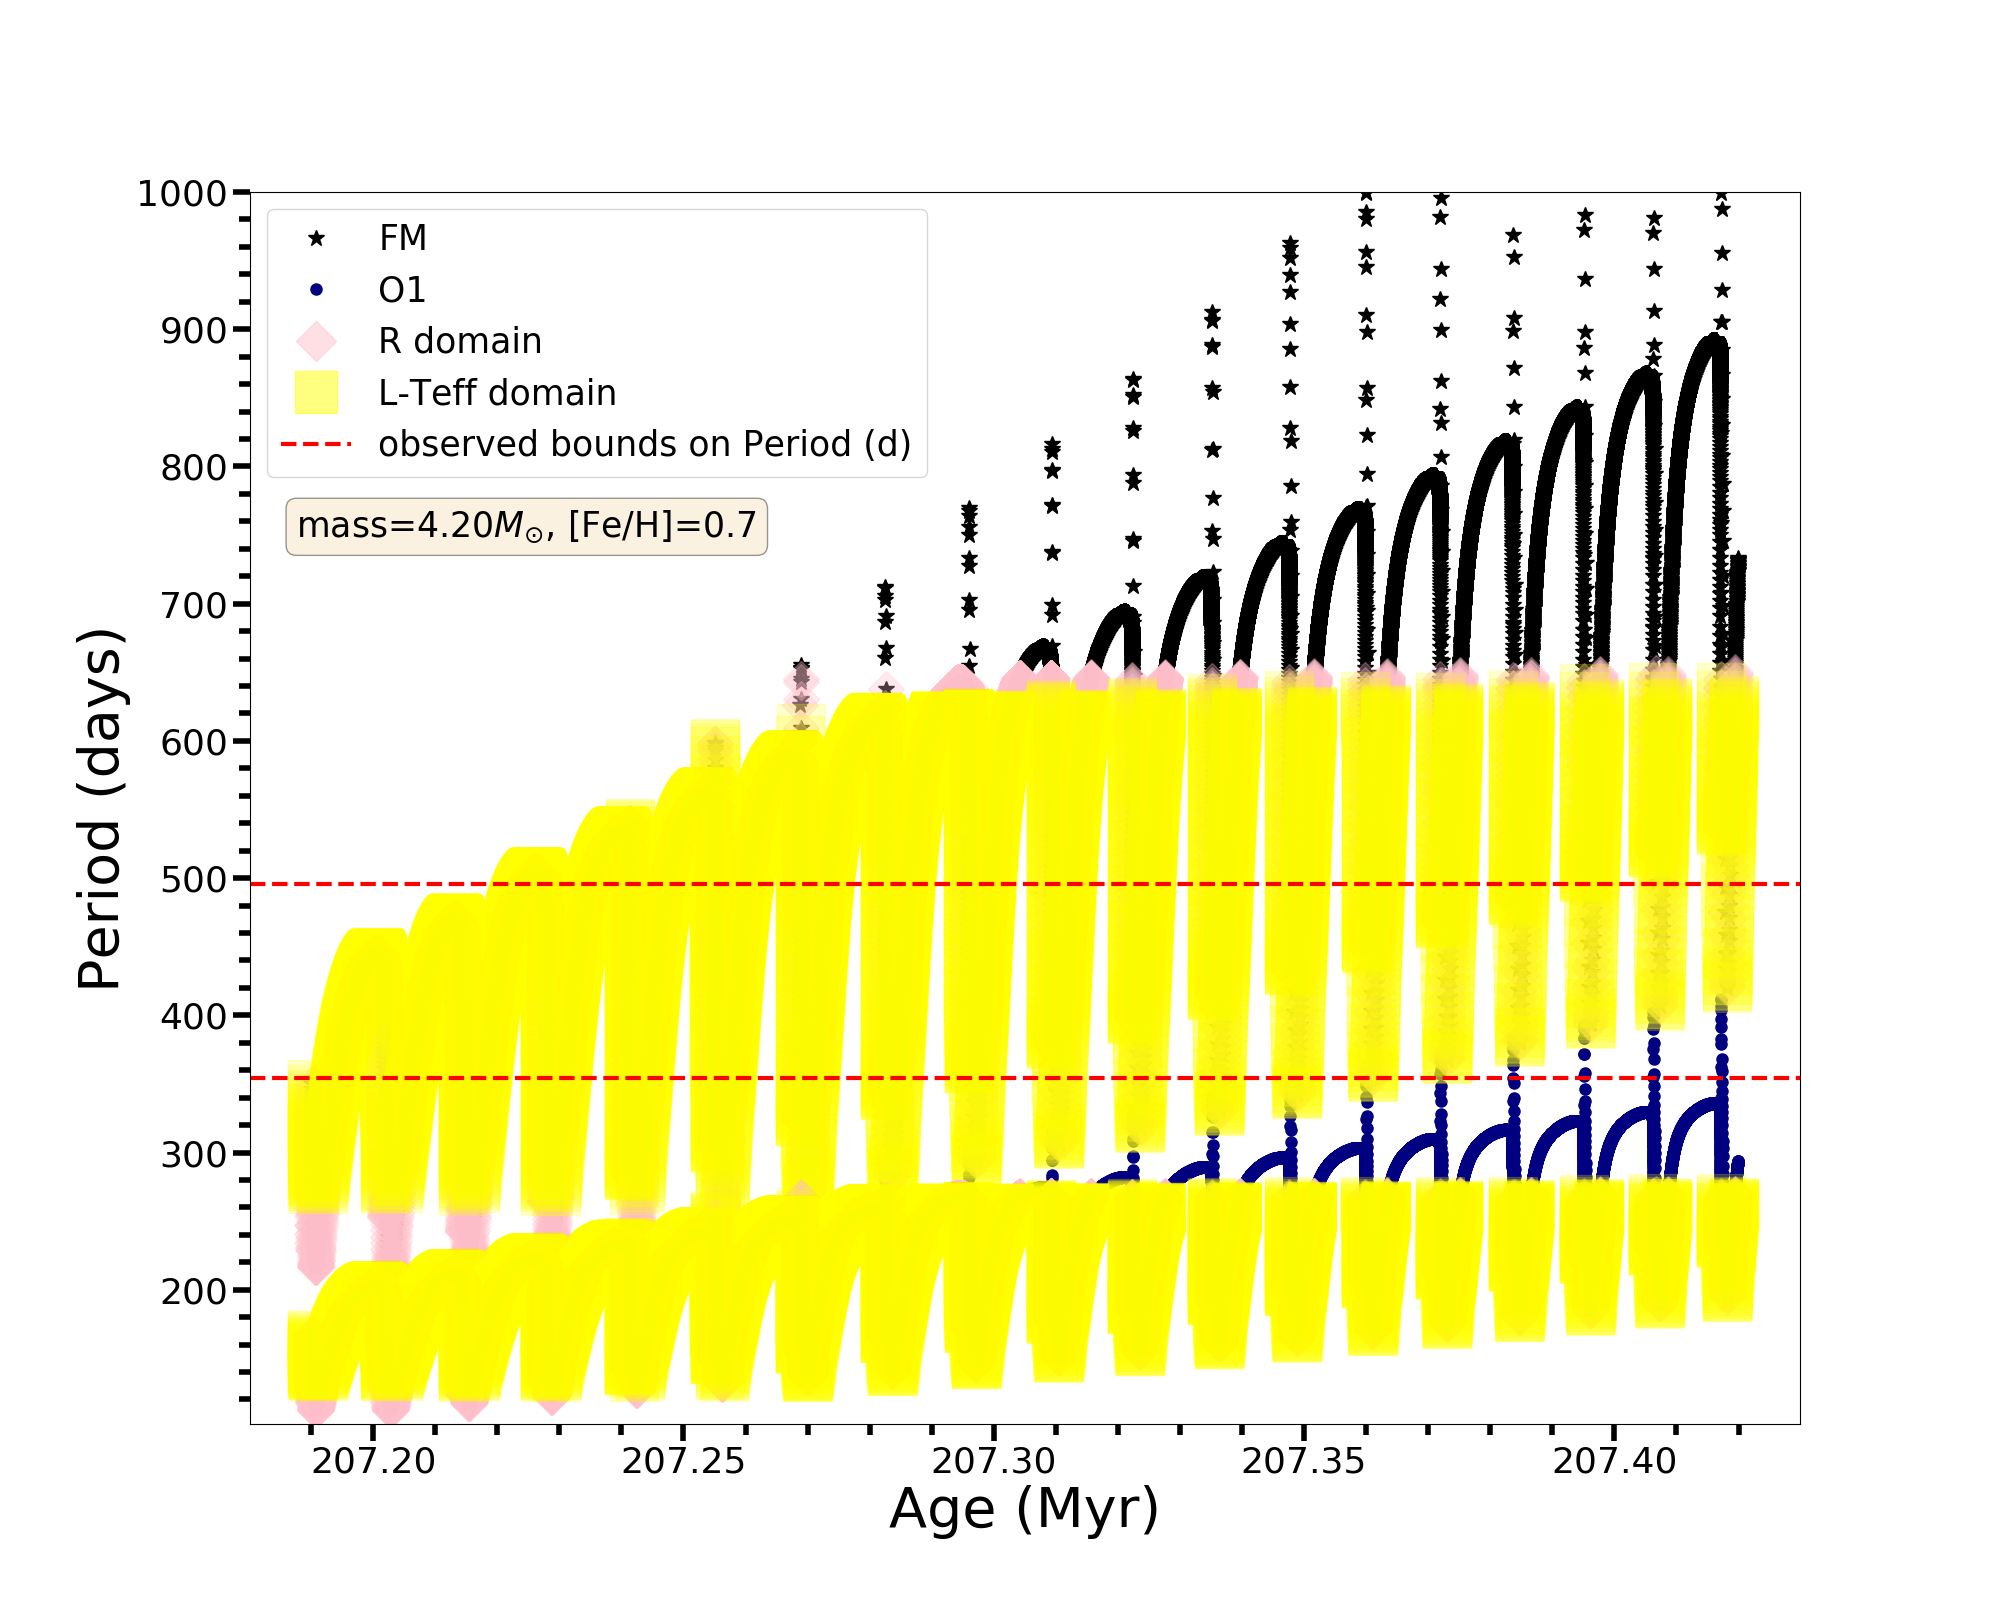 1000
900
800
700
600
500
400
300
200
Period (days)
FM
O1
R domain
L-Teff domain
observed bounds on Period (d)
mass=4.20M⊙, [Fe/H]=0.7
207.20 207.25 207.30 207.35 207.40
Age (Myr)